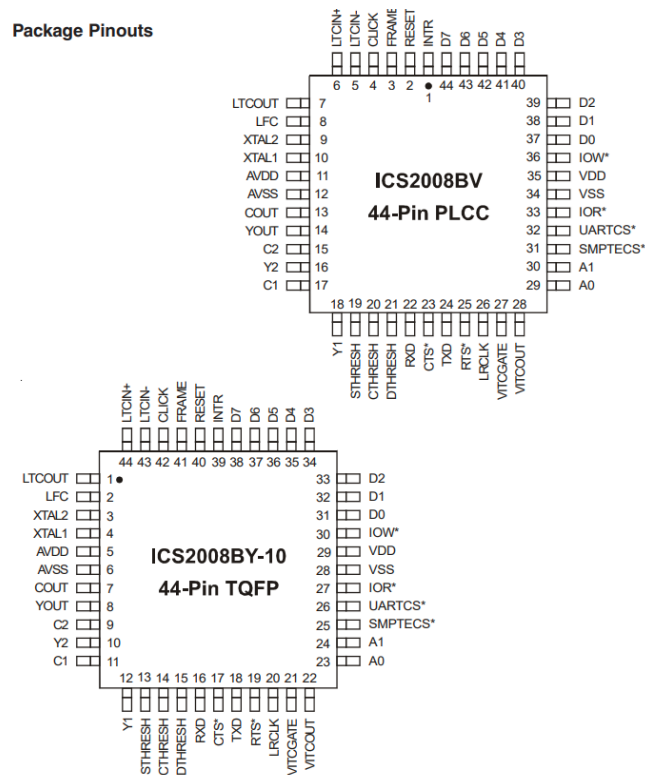 Package Pinouts
LTCIN+ LTCIN- CLICK FRAME RESET INTR D7 D6 D5 D4 D3
6 5 4 3 2 1 44 43 42 41 40
LTCOUT 7 39 D2
LFC 8 38 D1
XTAL2 9 37 D0
XTAL1 10 36 IOW*
AVDD 11 35 VDD
AVSS 12 34 VSS
COUT 13 33 IOR*
YOUT 14 32 UARTCS*
C2 15 31 SMPTECS*
Y2 16 30 A1
C1 17 29 A0
ICS2008BV
44-Pin PLCC
18 19 20 21 22 23 24 25 26 27 28
Y1 STHRESH CTHRESH DTHRESH RXD CTS* TXD RTS* LRCLK VITCGATE VITCOUT
LTCIN+ LTCIN- CLICK FRAME RESET INTR D7 D6 D5 D4 D3
44 43 42 41 40 39 38 37 36 35 34
LTCOUT 1 33 D2
LFC 2 32 D1
XTAL2 3 31 D0
XTAL1 4 30 IOW*
AVDD 5 29 VDD
AVSS 6 28 VSS
COUT 7 27 IOR*
YOUT 8 26 UARTCS*
C2 9 25 SMPTECS*
Y2 10 24 A1
C1 11 23 A0
ICS2008BY-10
44-Pin TQFP
12 13 14 15 16 17 18 19 20 21 22
Y1 STHRESH CTHRESH DTHRESH RXD CTS* TXD RTS* LRCLK VITCGATE VITCOUT